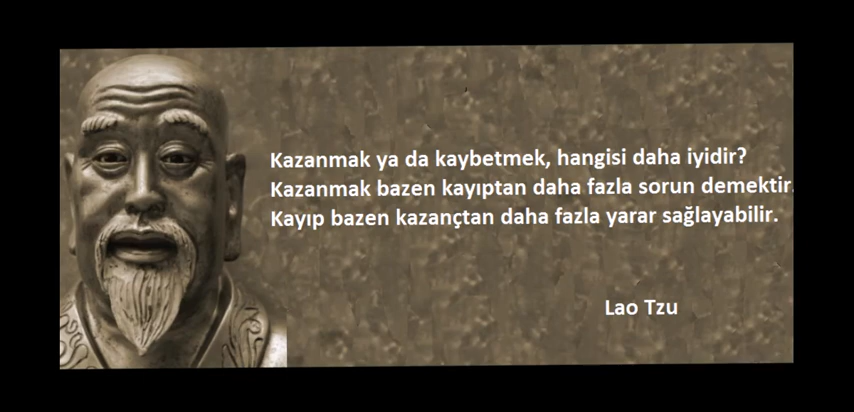 Kazanmak ya da kaybetmek, hangisi daha iyidir?
Kazanmak bazen kayıptan daha fazla sorun demektir.
Kayıp bazen kazançtan daha fazla yarar sağlayabilir.
Lao Tzu